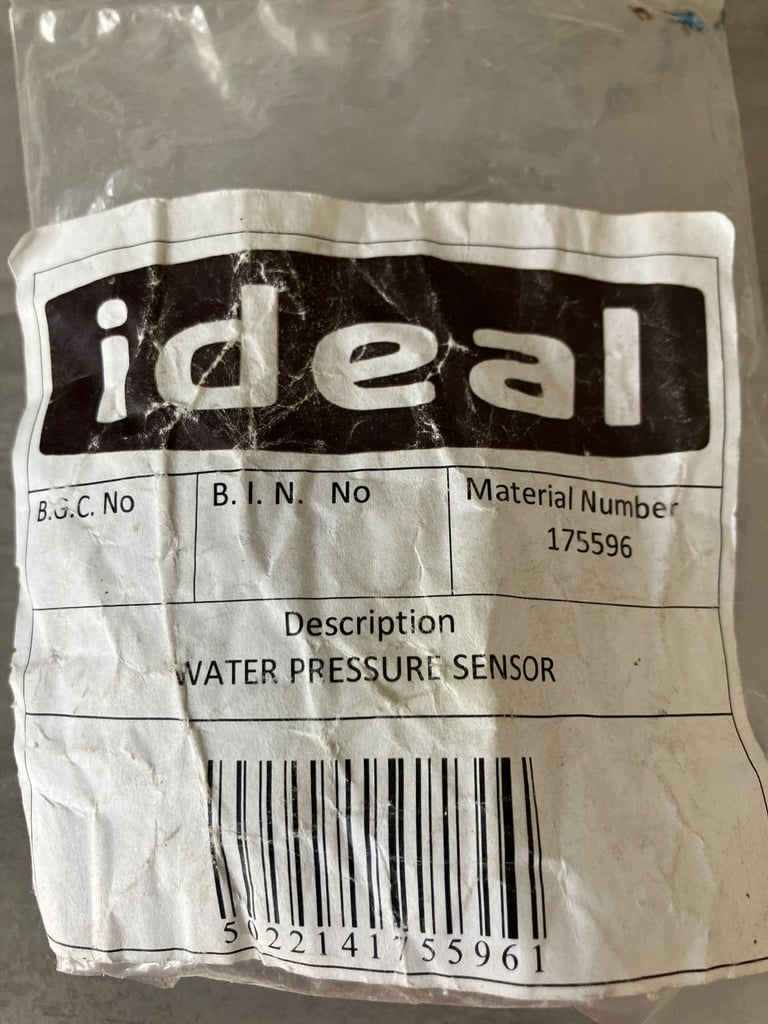 ideal
B.G.C. No
B. I. N. No
Material Number
175596
Description
WATER PRESSURE SENSOR
5022141755961